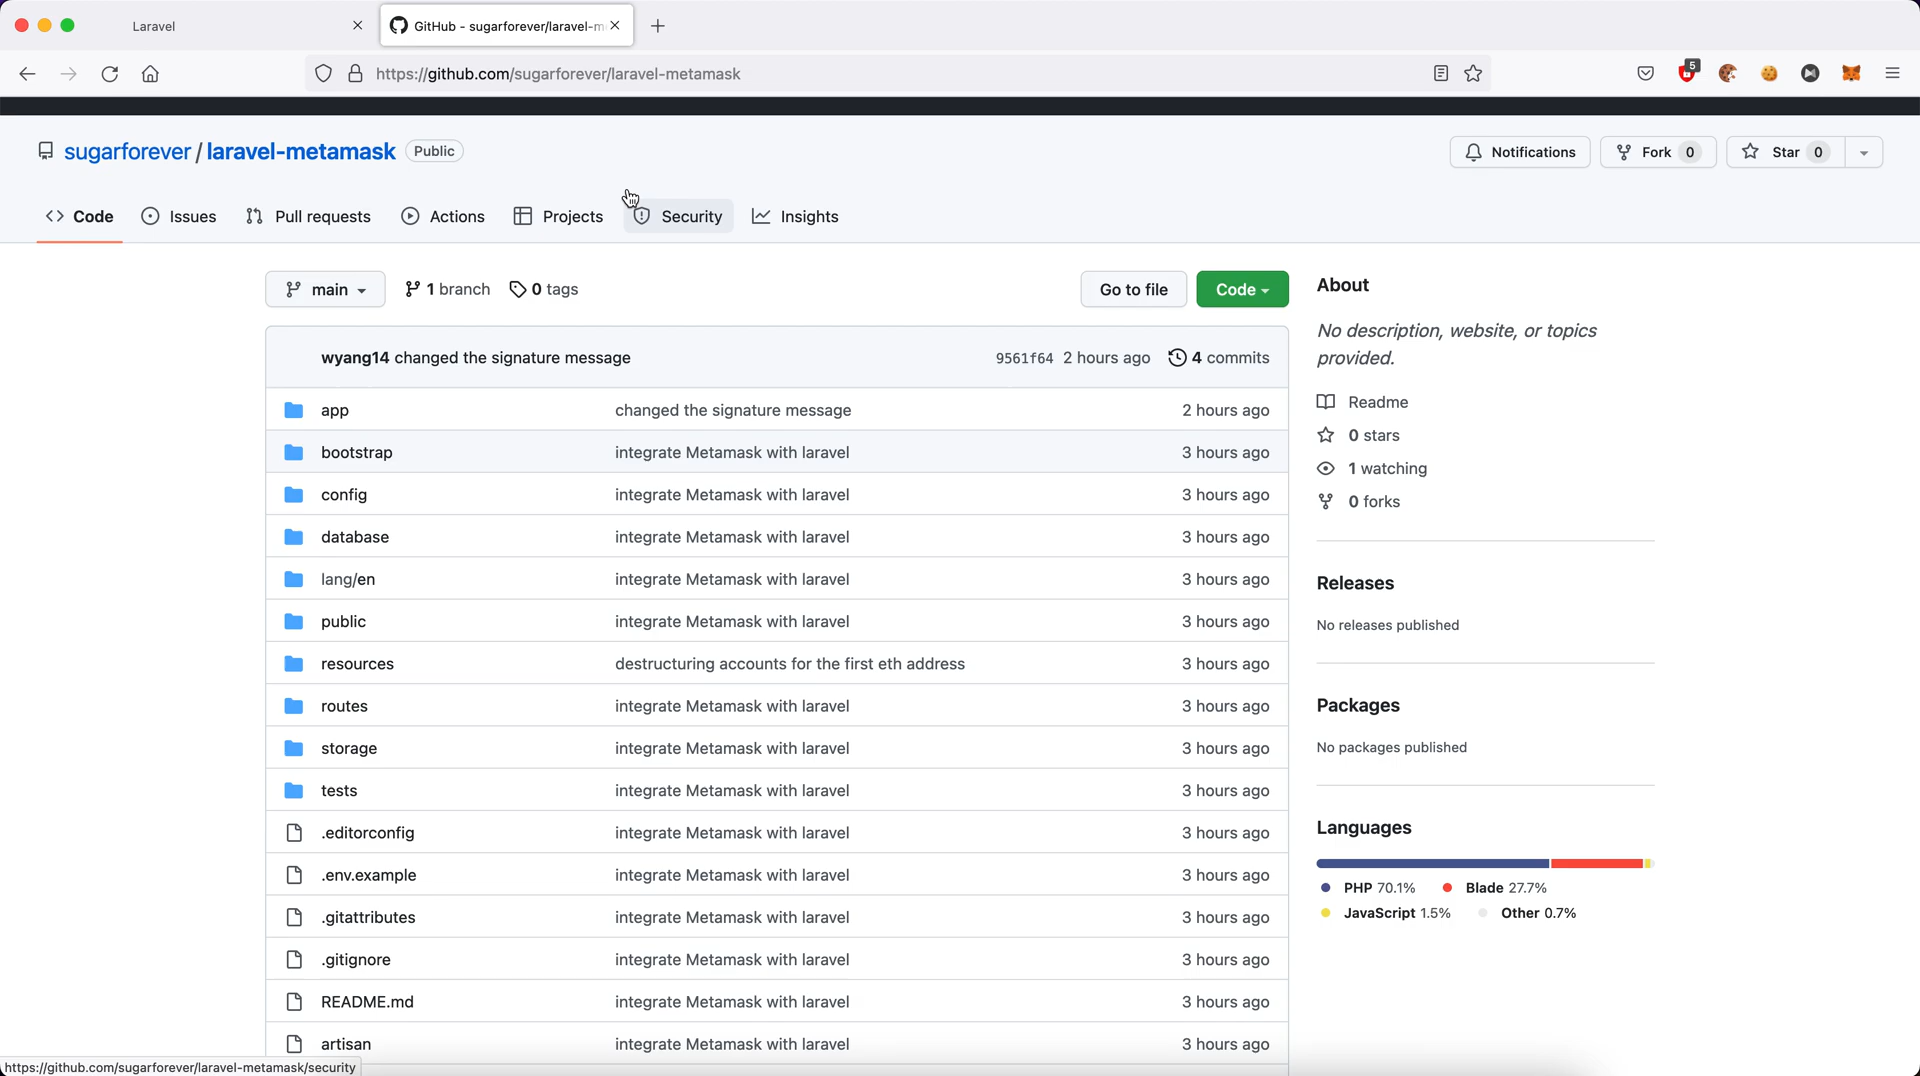 Laravel
GitHub - sugarforever/laravel-m
https://github.com/sugarforever/laravel-metamask
5
sugarforever / laravel-metamask
Public
Notifications
Fork 0
Star 0
Code
Issues
Pull requests
Actions
Projects
Security
Insights
main
1 branch
0 tags
Go to file
Code
About
No description, website, or topics
provided.
wyang14 changed the signature message
9561f64 2 hours ago
4 commits
app changed the signature message 2 hours ago
bootstrap integrate Metamask with laravel 3 hours ago
config integrate Metamask with laravel 3 hours ago
database integrate Metamask with laravel 3 hours ago
lang/en integrate Metamask with laravel 3 hours ago
public integrate Metamask with laravel 3 hours ago
resources destructuring accounts for the first eth address 3 hours ago
routes integrate Metamask with laravel 3 hours ago
storage integrate Metamask with laravel 3 hours ago
tests integrate Metamask with laravel 3 hours ago
.editorconfig integrate Metamask with laravel 3 hours ago
.env.example integrate Metamask with laravel 3 hours ago
.gitattributes integrate Metamask with laravel 3 hours ago
.gitignore integrate Metamask with laravel 3 hours ago
README.md integrate Metamask with laravel 3 hours ago
artisan integrate Metamask with laravel 3 hours ago
Readme
0 stars
1 watching
0 forks
Releases
No releases published
Packages
No packages published
Languages
PHP 70.1% Blade 27.7%
JavaScript 1.5% Other 0.7%
https://github.com/sugarforever/laravel-metamask/security